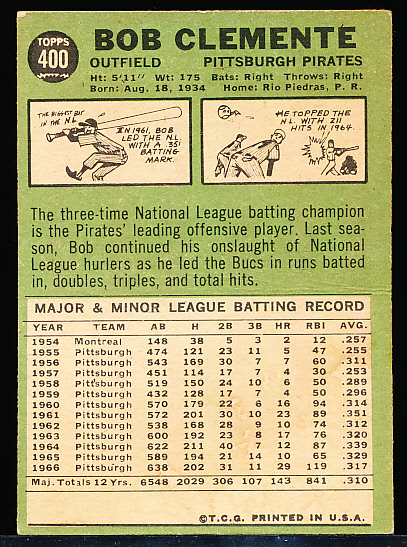 TOPPS
400
BOB CLEMENTE
OUTFIELD PITTSBURGH PIRATES
Ht: 5'11" Wt: 175 Bats: Right Throws: Right
Born: Aug. 18, 1934 Home: Rio Piedras, P. R.
THE BIGGEST BAT
IN THE N.L.
IN 1961, BOB
LED THE N.L.
WITH A .351
BATTING
MARK.
HE TOPPED THE
N.L. WITH 211
HITS IN 1964.
The three-time National League batting champion
is the Pirates' leading offensive player. Last sea-
son, Bob continued his onslaught of National
League hurlers as he led the Bucs in runs batted
in, doubles, triples, and total hits.
MAJOR & MINOR LEAGUE BATTING RECORD
YEAR TEAM AB H 2B 3B HR RBI AVG.
1954 Montreal 148 38 5 3 2 12 .257
1955 Pittsburgh 474 121 23 11 5 47 .255
1956 Pittsburgh 543 169 30 7 7 60 .311
1957 Pittsburgh 451 114 17 7 4 30 .253
1958 Pittsburgh 519 150 24 10 6 50 .289
1959 Pittsburgh 432 128 17 7 4 50 .296
1960 Pittsburgh 570 179 22 6 16 94 .314
1961 Pittsburgh 572 201 30 10 23 89 .351
1962 Pittsburgh 538 168 28 9 10 74 .312
1963 Pittsburgh 600 192 23 8 17 76 .320
1964 Pittsburgh 622 211 40 7 12 87 .339
1965 Pittsburgh 589 194 21 14 10 65 .329
1966 Pittsburgh 638 202 31 11 29 119 .317
Maj. Totals 12 Yrs. 6548 2029 306 107 143 841 .310
©T.C.G. PRINTED IN U.S.A.